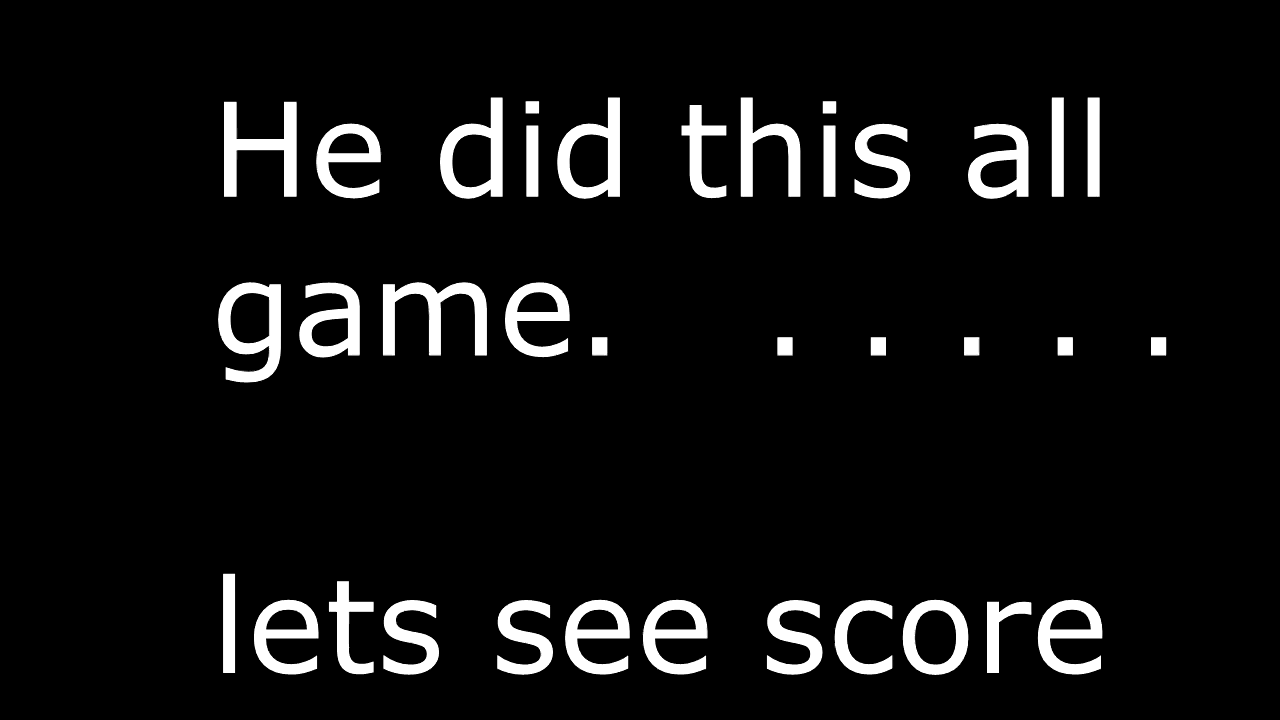 He did this all
game.  . . . . .
lets see score